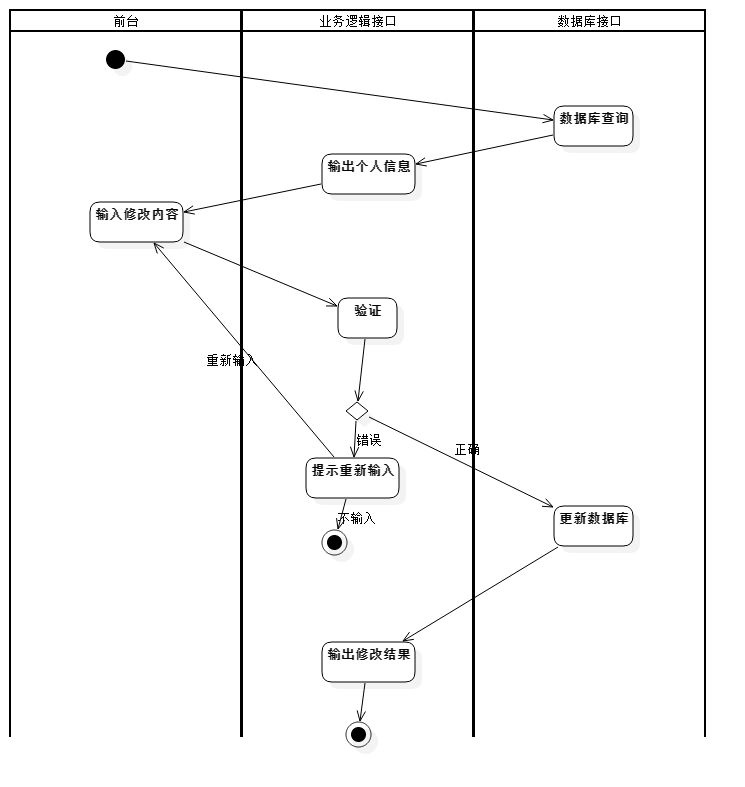 前台
业务逻辑接口
数据库接口
数据库查询
输出个人信息
输入修改内容
验证
重新输入
错误
正确
提示重新输入
不输入
更新数据库
输出修改结果